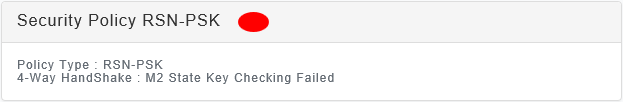 Security Policy RSN-PSK
Policy Type : RSN-PSK
4-Way HandShake : M2 State Key Checking Failed